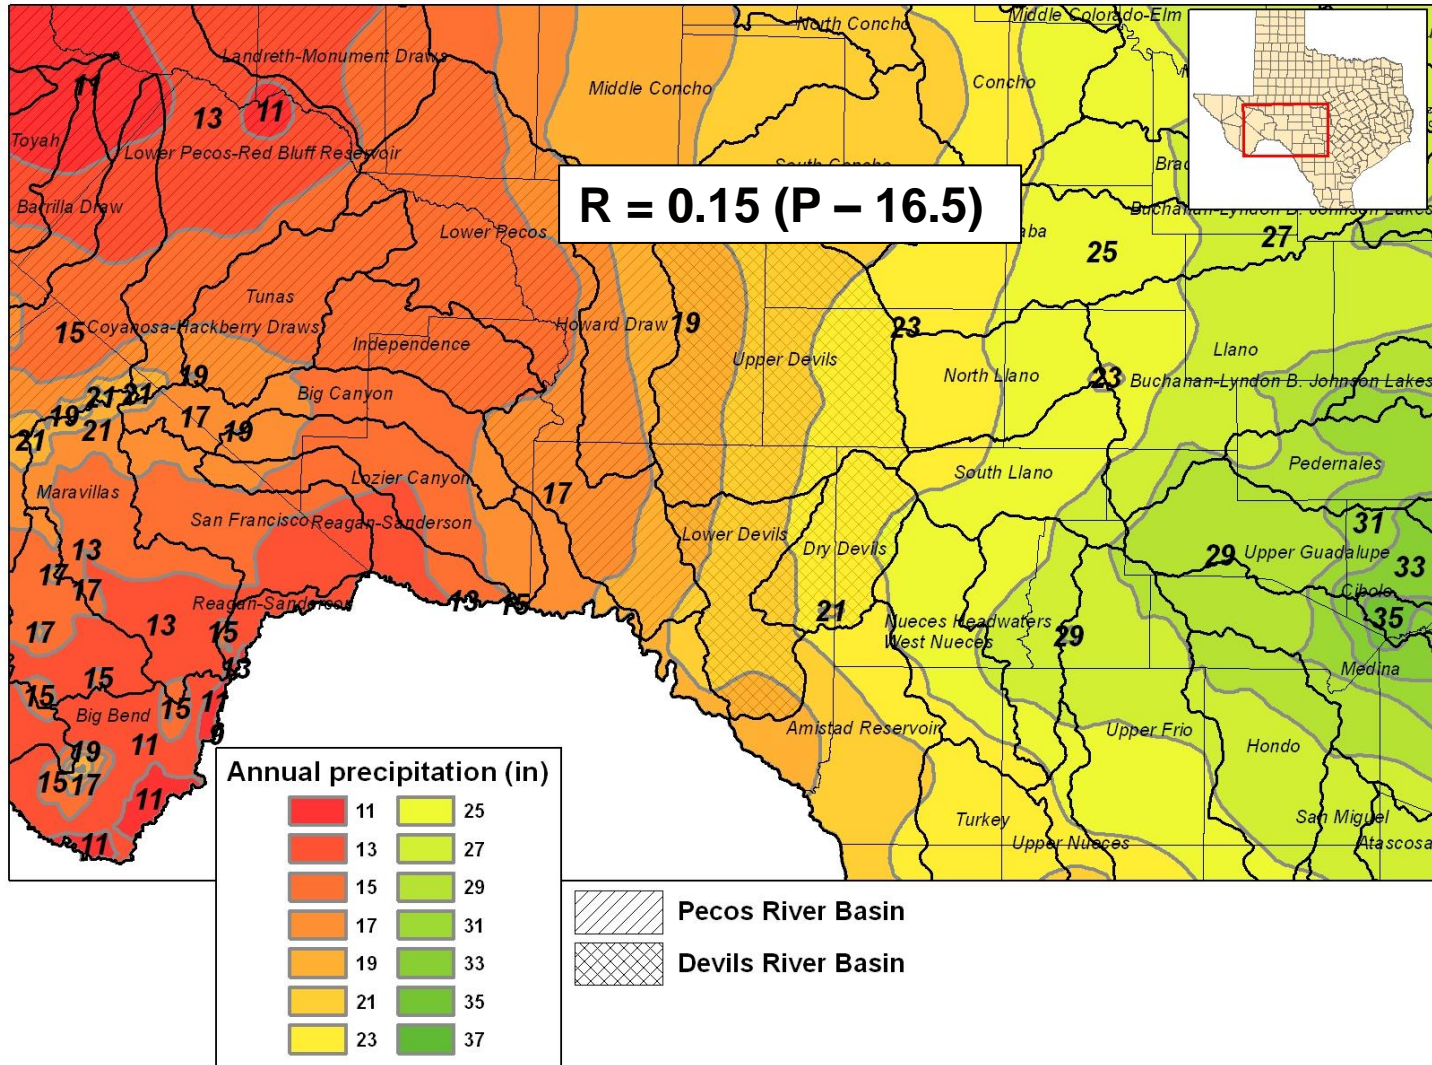 North Concho
Middle Colorado-Elm
Landreth-Monument Draws
Middle Concho
Concho
11
13
11
Toyah
Lower Pecos-Red Bluff Reservoir
South Concho
Barrilla Draw
R = 0.15 (P – 16.5)
Buchanan-Lyndon B. Johnson Lakes
Lower Pecos
25
27
Tunas
15
Coyanosa-Hackberry Draws
Howard Draw
19
23
Independence
Upper Devils
Llano
19
North Llano
23
Buchanan-Lyndon B. Johnson Lakes
21
21
Big Canyon
19
17
21
21
19
Pedernales
Maravillas
Lozier Canyon
17
South Llano
San Francisco
Reagan-Sanderson
31
13
Lower Devils
Dry Devils
29
Upper Guadalupe
33
17
17
Cibolo
Reagan-Sanderson
13
15
21
35
17
13
15
Nueces Headwaters
29
West Nueces
13
Medina
15
15
11
Big Bend
15
Amistad Reservoir
Upper Frio
Hondo
19
11
9
15
17
11
Turkey
San Miguel
11
Upper Nueces
Atascosa
Annual precipitation (in)
11 25
13 27
15 29
17 31
19 33
21 35
23 37
Pecos River Basin
Devils River Basin